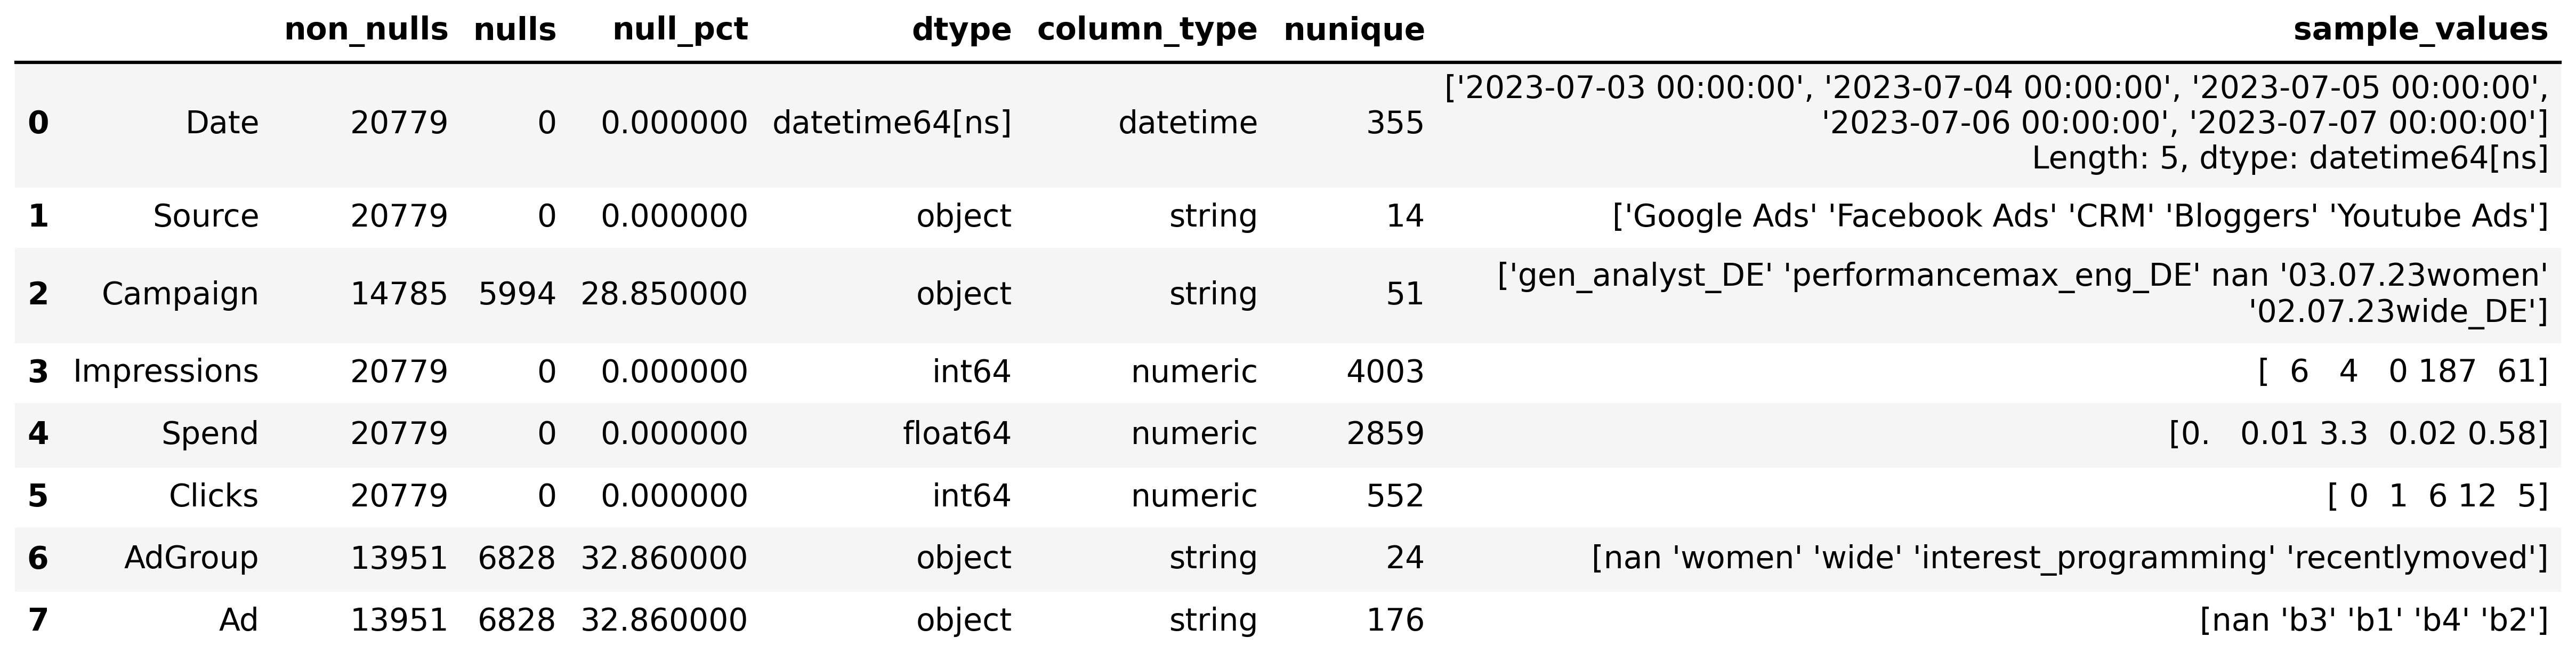 non_nulls nulls null_pct dtype column_type nunique sample_values
['2023-07-03 00:00:00', '2023-07-04 00:00:00', '2023-07-05 00:00:00',
0 Date 20779 0 0.000000 datetime64[ns] datetime 355 '2023-07-06 00:00:00', '2023-07-07 00:00:00']
Length: 5, dtype: datetime64[ns]
1 Source 20779 0 0.000000 object string 14 ['Google Ads' 'Facebook Ads' 'CRM' 'Bloggers' 'Youtube Ads']
2 Campaign 14785 5994 28.850000 object string 51 ['gen_analyst_DE' 'performancemax_eng_DE' nan '03.07.23women'
'02.07.23wide_DE']
3 Impressions 20779 0 0.000000 int64 numeric 4003 [  6   4   0 187  61]
4 Spend 20779 0 0.000000 float64 numeric 2859 [0.   0.01 3.3  0.02 0.58]
5 Clicks 20779 0 0.000000 int64 numeric 552 [ 0  1  6 12  5]
6 AdGroup 13951 6828 32.860000 object string 24 [nan 'women' 'wide' 'interest_programming' 'recentlymoved']
7 Ad 13951 6828 32.860000 object string 176 [nan 'b3' 'b1' 'b4' 'b2']